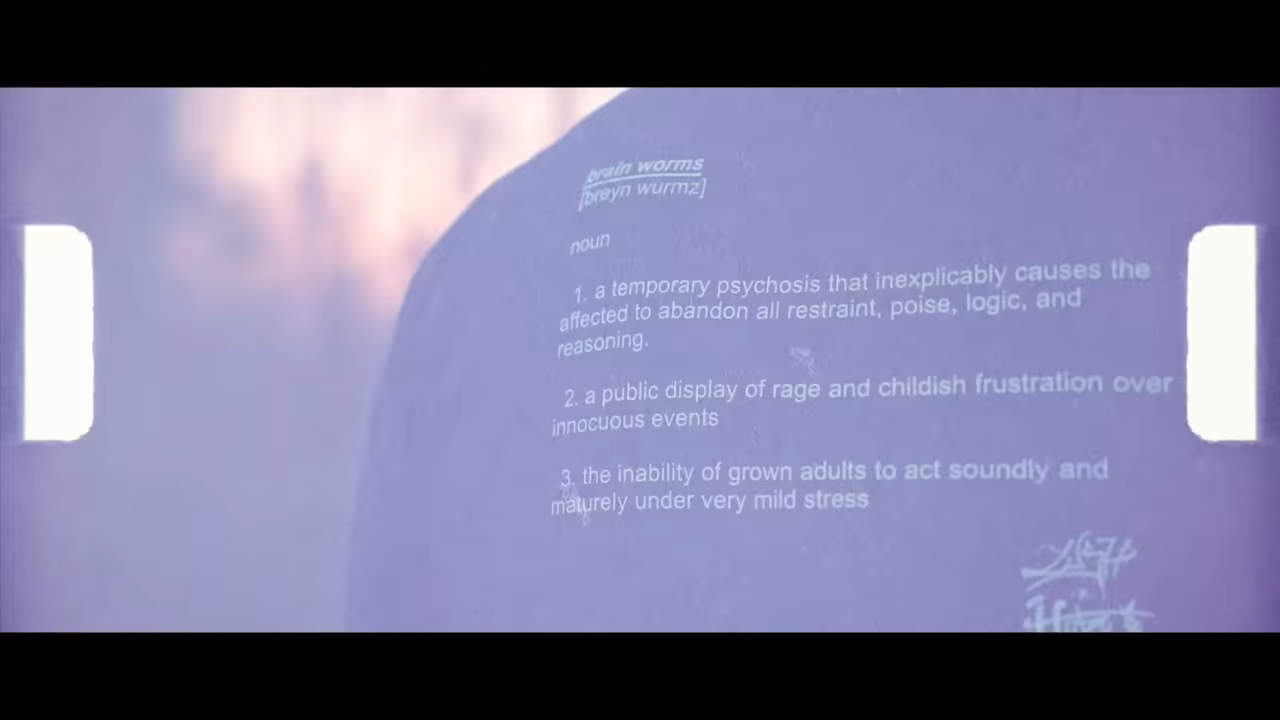 brain worms
[breyn wurmz]
noun
1. a temporary psychosis that inexplicably causes the
affected to abandon all restraint, poise, logic, and
reasoning.
2. a public display of rage and childish frustration over
innocuous events
3. the inability of grown adults to act soundly and
maturely under very mild stress